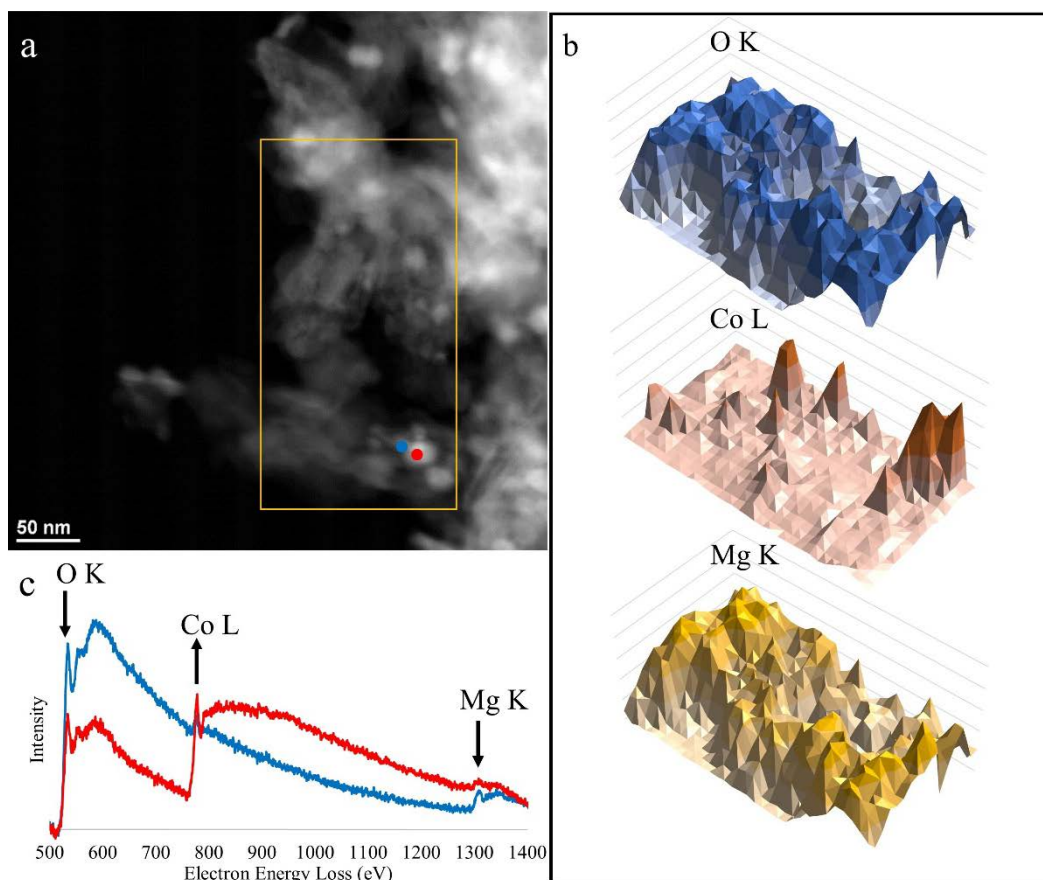 a
50 nm
b
O K
Co L
Mg K
c
O K
Co L
Mg K
Intensity
500 600 700 800 900 1000 1100 1200 1300 1400
Electron Energy Loss (eV)